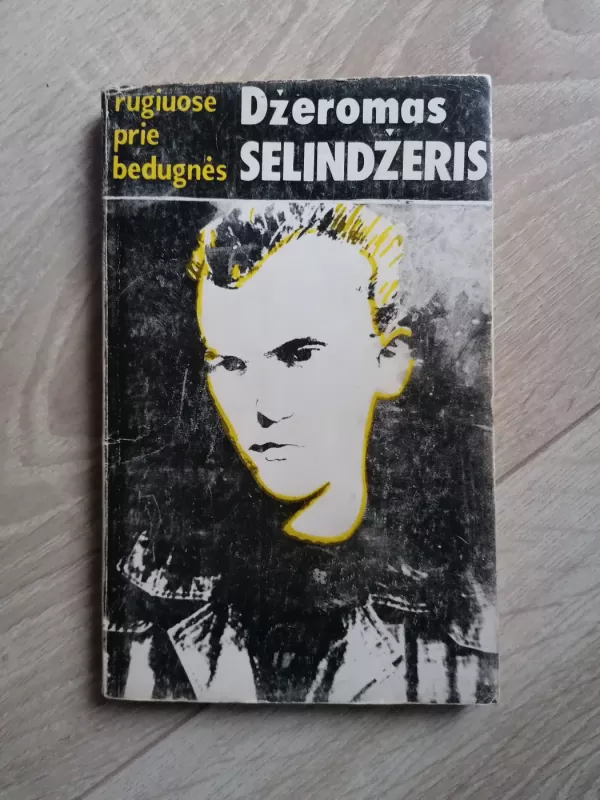 rugiuose
prie
bedugnės
Džeromas
SELINDŽERIS